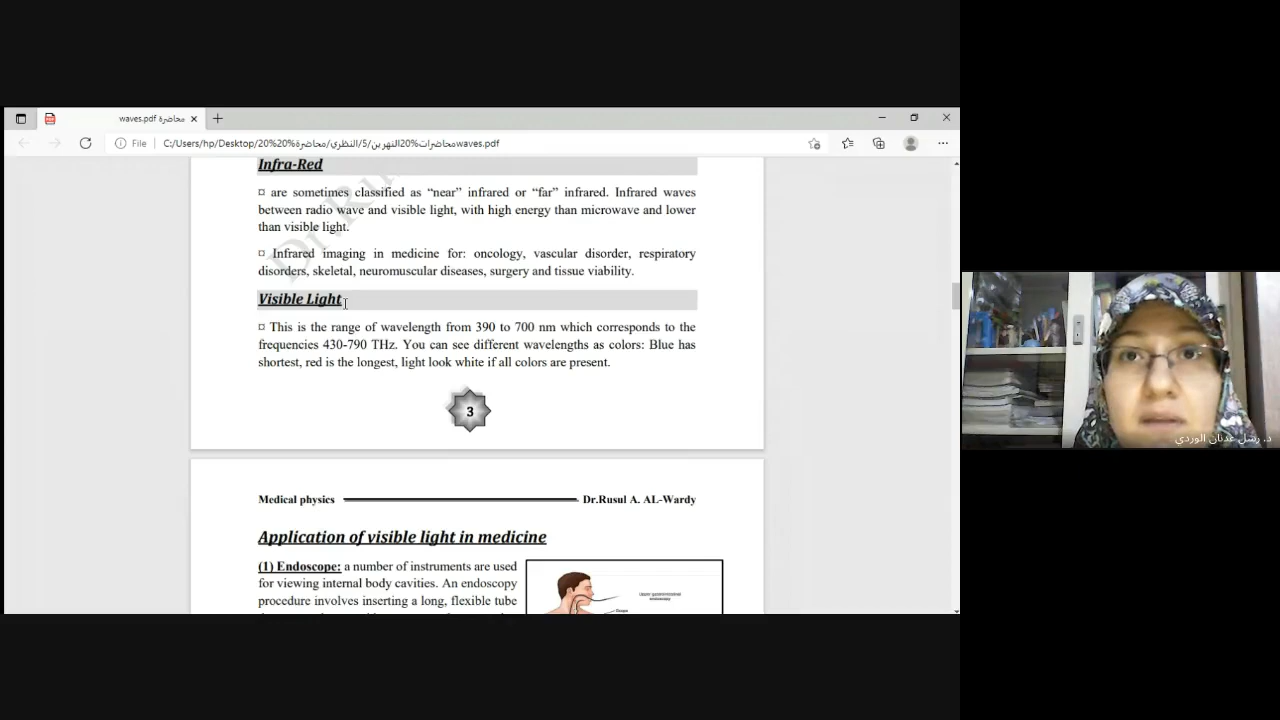 محاضرة waves.pdf
File
C:/Users/hp/Desktop/20%20%محاضرات%20النهرين/5/النظري/محاضرةwaves.pdf
Infra-Red
¤ are sometimes classified as “near” infrared or “far” infrared. Infrared waves
between radio wave and visible light, with high energy than microwave and lower
than visible light.
¤ Infrared imaging in medicine for: oncology, vascular disorder, respiratory
disorders, skeletal, neuromuscular diseases, surgery and tissue viability.
Visible Light
¤ This is the range of wavelength from 390 to 700 nm which corresponds to the
frequencies 430-790 THz. You can see different wavelengths as colors: Blue has
shortest, red is the longest, light look white if all colors are present.
3
Medical physics
Dr.Rusul A. AL-Wardy
Application of visible light in medicine
(1) Endoscope: a number of instruments are used
for viewing internal body cavities. An endoscopy
procedure involves inserting a long, flexible tube
Upper gastrointestinal
endoscopy
د. رسل عدنان الوردي